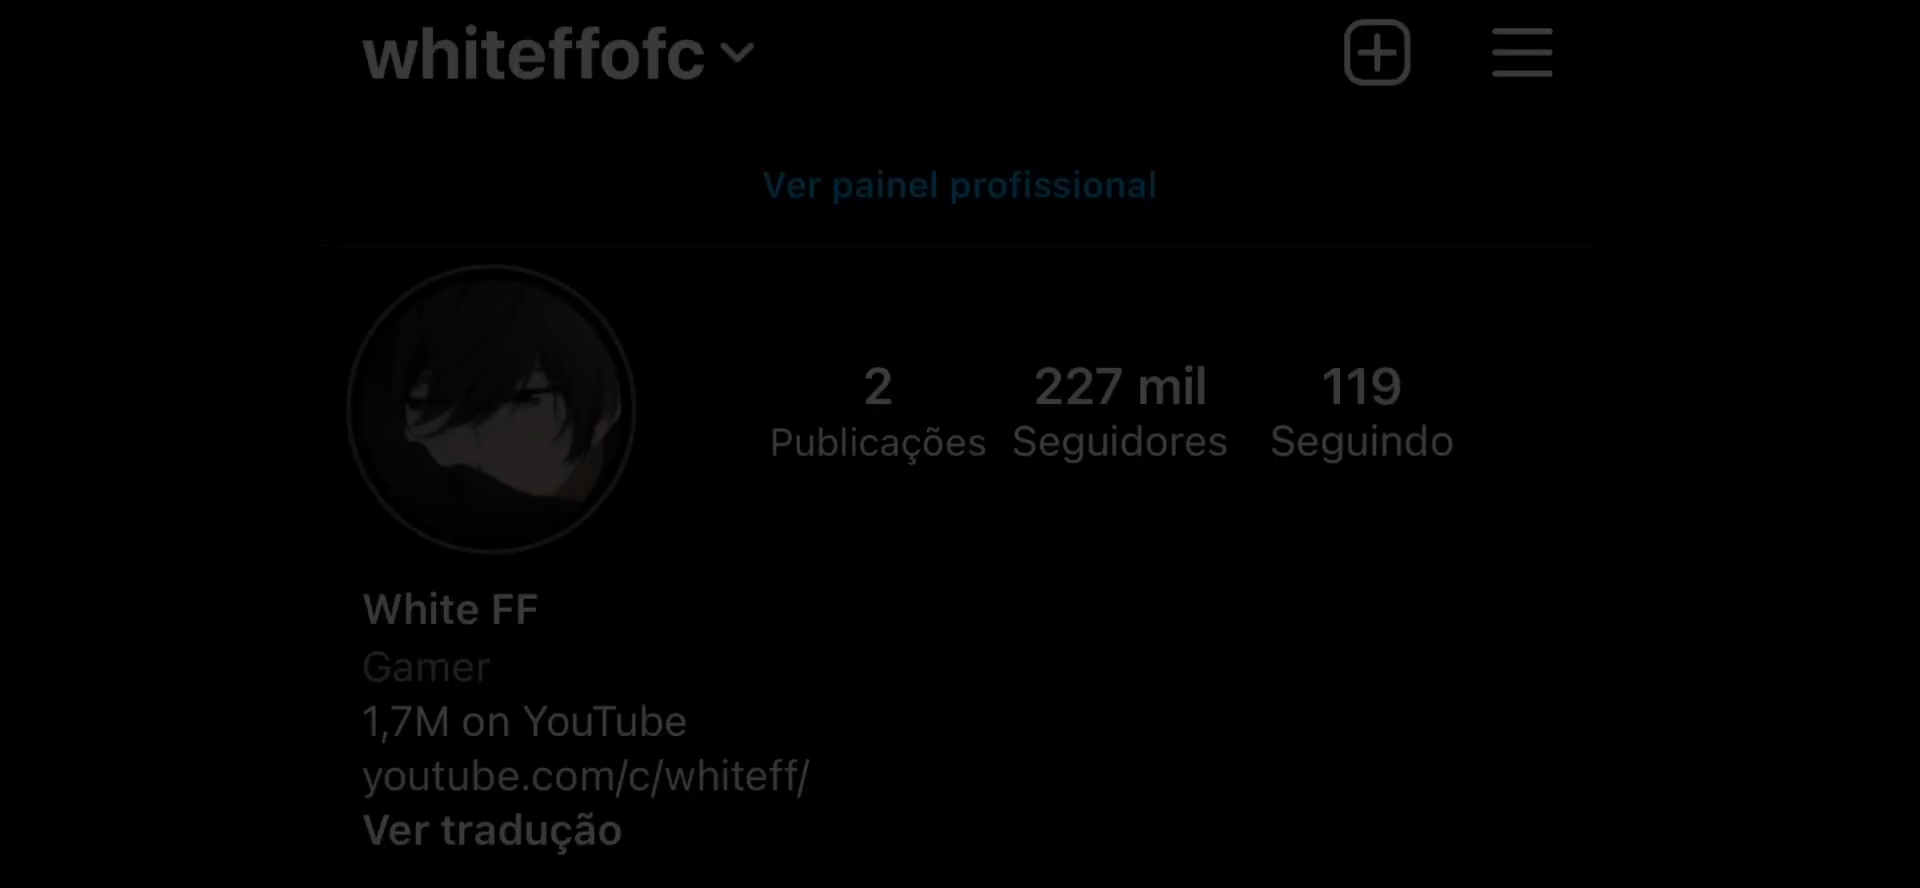 whiteffofc
Ver painel profissional
2 227 mil 119
Publicações Seguidores Seguindo
White FF
Gamer
1,7M on YouTube
youtube.com/c/whiteff/
Ver tradução